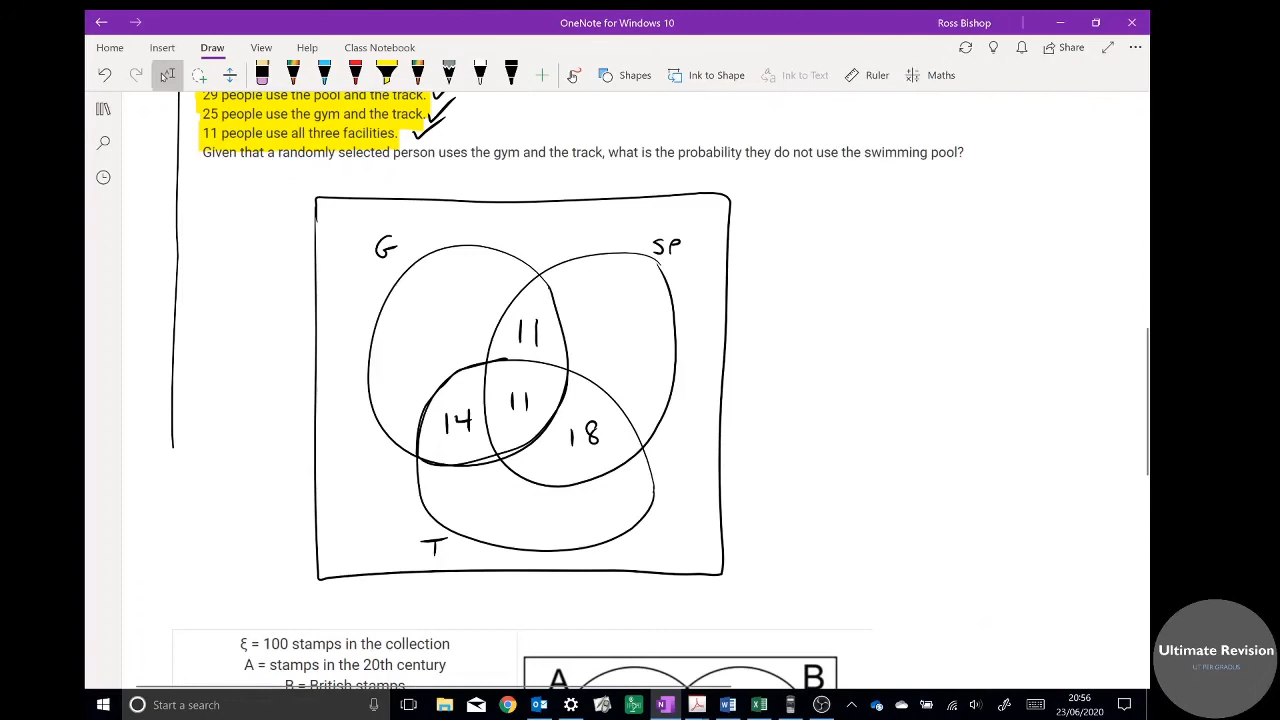 OneNote for Windows 10
Ross Bishop
Home Insert Draw View Help Class Notebook
Share
Shapes Ink to Shape Ink to Text Ruler Maths
29 people use the pool and the track.
25 people use the gym and the track.
11 people use all three facilities.
Given that a randomly selected person uses the gym and the track, what is the probability they do not use the swimming pool?
G
SP
11
11
14
18
T
ξ = 100 stamps in the collection
A = stamps in the 20th century
B = British stamps
A B
Ultimate Revision
UT PER GRADUS
Start a search
20:56
23/06/2020